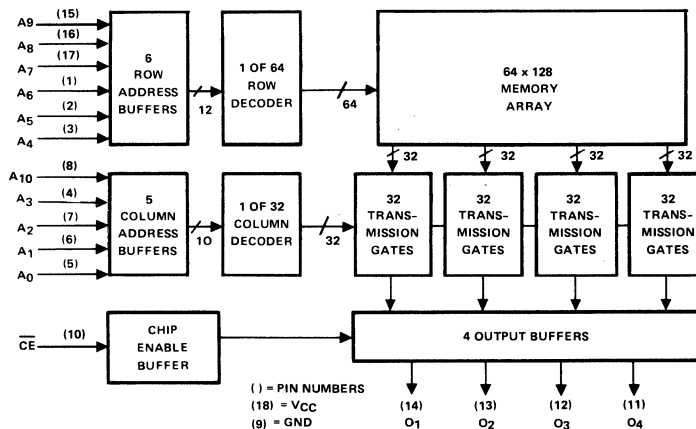 A9 (15)
A8 (16)
A7 (17)
A6 (1)
A5 (2)
A4 (3)
6
ROW
ADDRESS
BUFFERS
12
1 OF 64
ROW
DECODER
64
64 x 128
MEMORY
ARRAY
32
32
32
32
A10 (8)
A3 (4)
A2 (7)
A1 (6)
A0 (5)
5
COLUMN
ADDRESS
BUFFERS
10
1 OF 32
COLUMN
DECODER
32
32
TRANS-
MISSION
GATES
32
TRANS-
MISSION
GATES
32
TRANS-
MISSION
GATES
32
TRANS-
MISSION
GATES
CE (10)
CHIP
ENABLE
BUFFER
4 OUTPUT BUFFERS
( ) = PIN NUMBERS
(18) = VCC
(9) = GND
(14) (13) (12) (11)
O1 O2 O3 O4